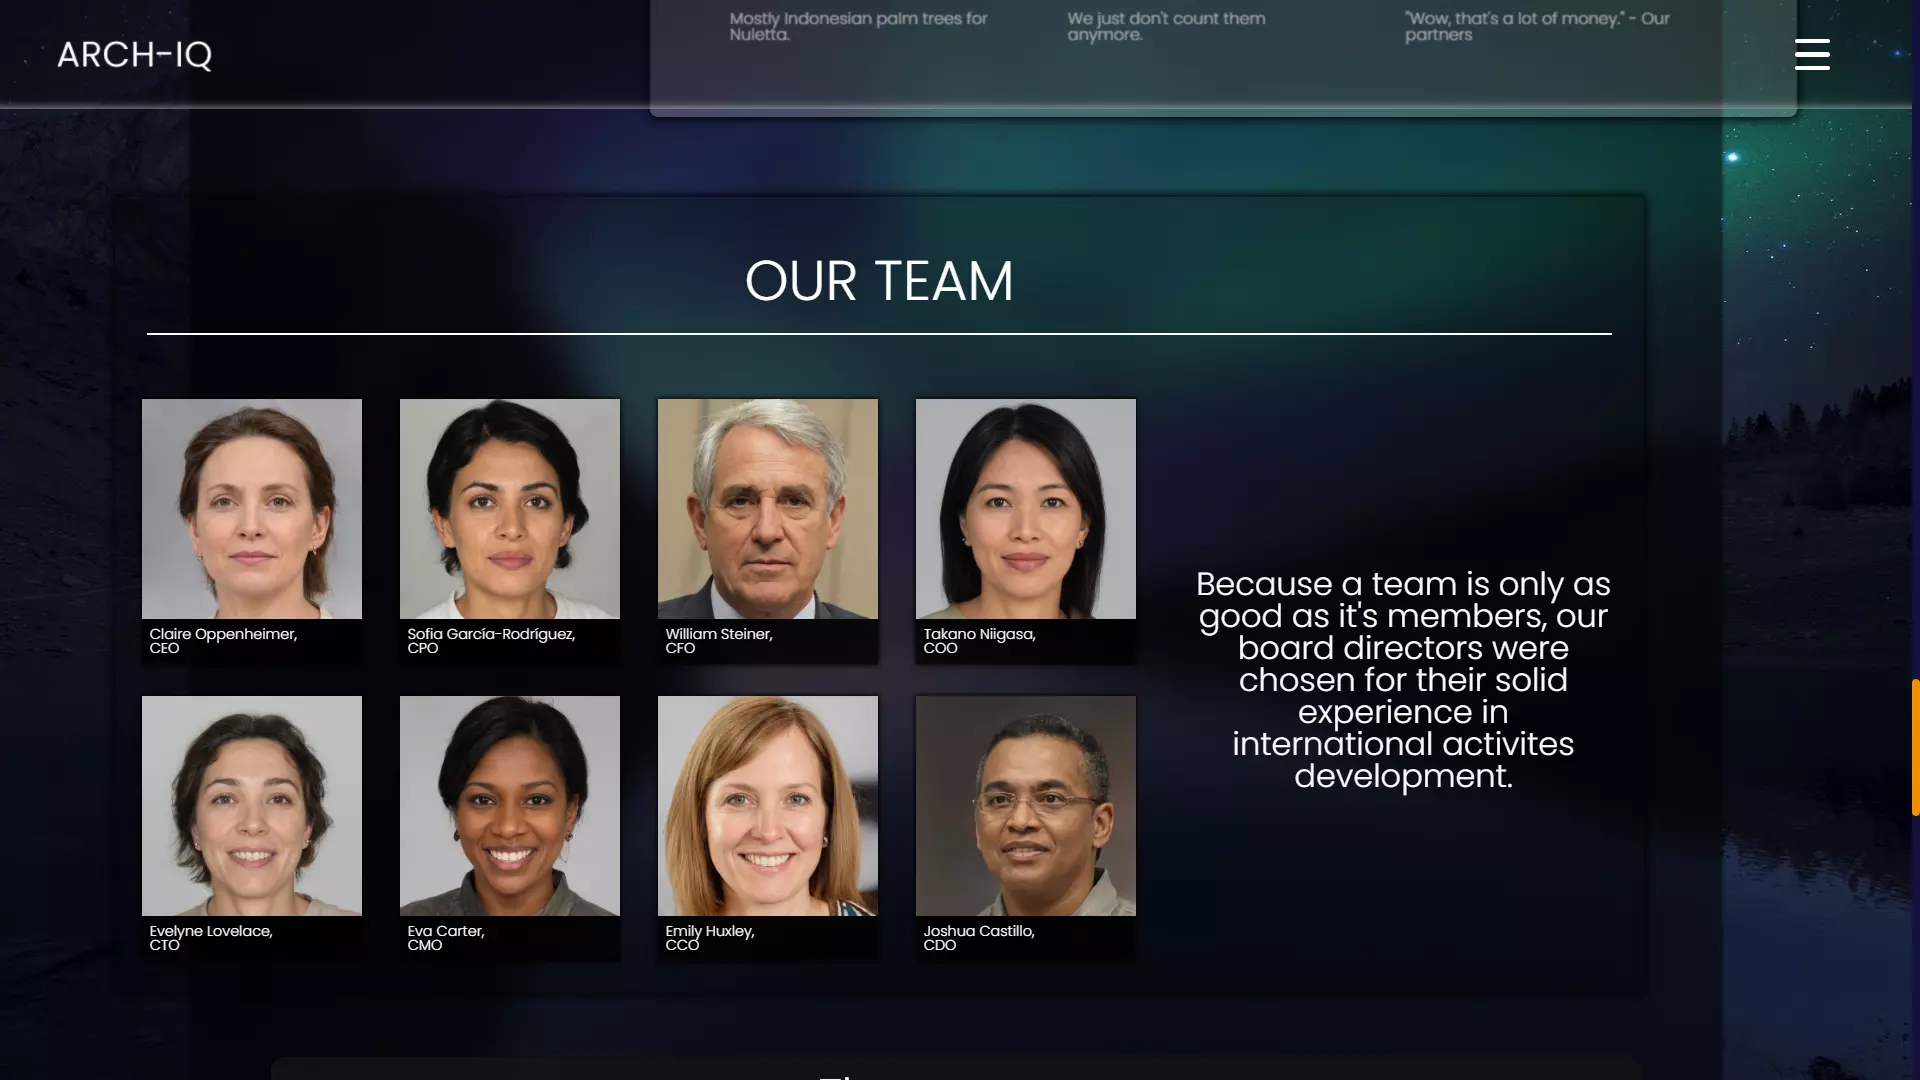 Mostly Indonesian palm trees for
Nuletta.
We just don't count them
anymore.
"Wow, that's a lot of money." - Our
partners
ARCH-IQ
OUR TEAM
Claire Oppenheimer,
CEO
Sofia García-Rodríguez,
CPO
William Steiner,
CFO
Takano Niigasa,
COO
Evelyne Lovelace,
CTO
Eva Carter,
CMO
Emily Huxley,
CCO
Joshua Castillo,
CDO
Because a team is only as
good as it's members, our
board directors were
chosen for their solid
experience in
international activites
development.